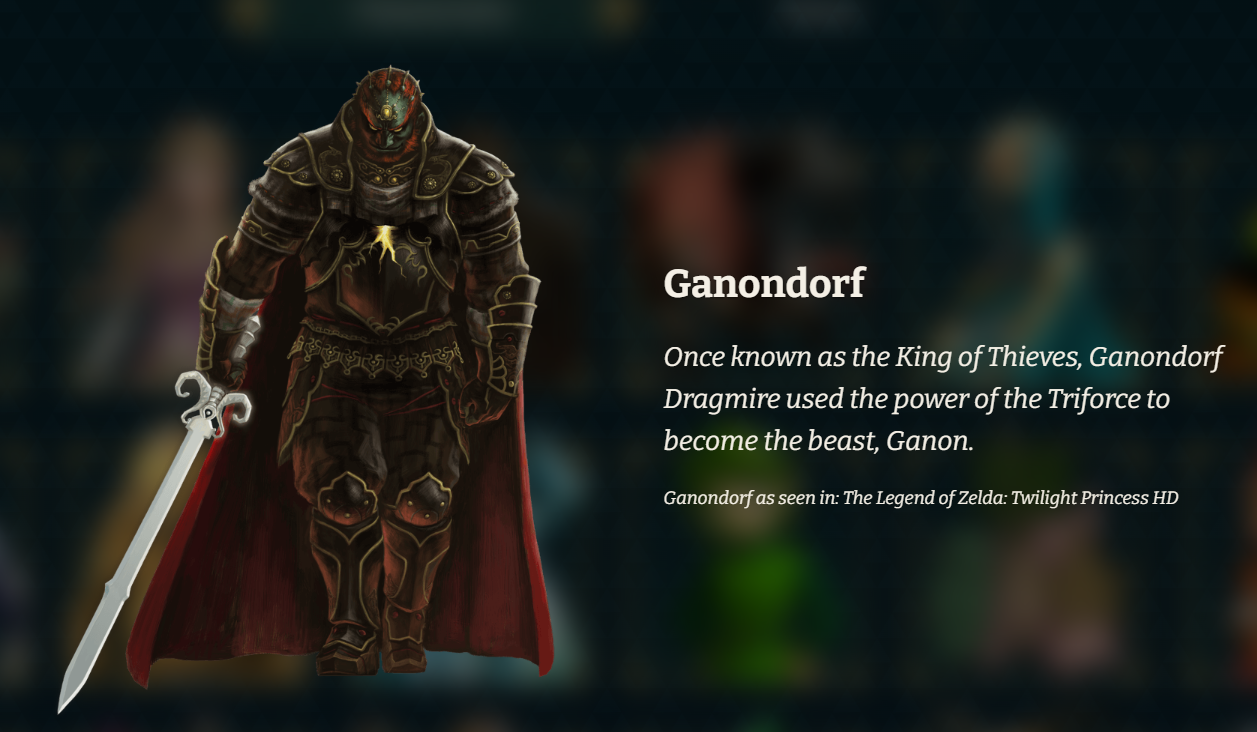 Ganondorf
Once known as the King of Thieves, Ganondorf
Dragmire used the power of the Triforce to
become the beast, Ganon.
Ganondorf as seen in: The Legend of Zelda: Twilight Princess HD